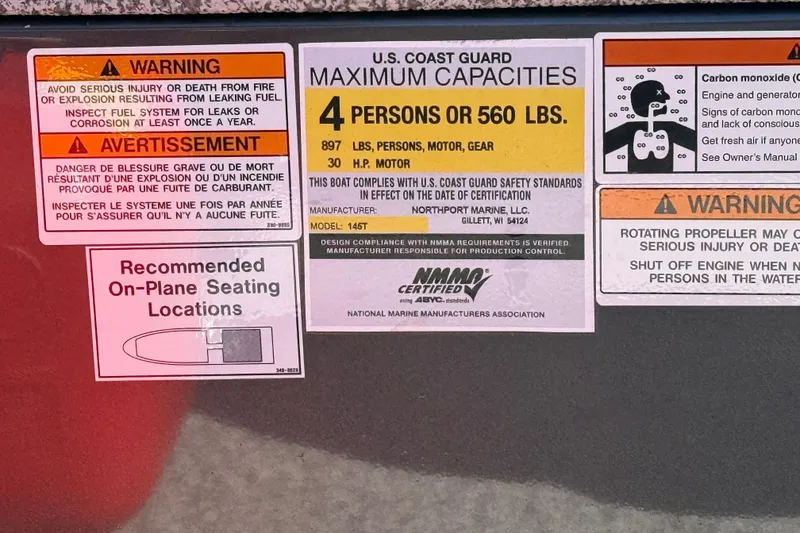 WARNING
AVOID SERIOUS INJURY OR DEATH FROM FIRE
OR EXPLOSION RESULTING FROM LEAKING FUEL.
INSPECT FUEL SYSTEM FOR LEAKS OR
CORROSION AT LEAST ONCE A YEAR.
AVERTISSEMENT
DANGER DE BLESSURE GRAVE OU DE MORT
RÉSULTANT D'UNE EXPLOSION OU D'UN INCENDIE
PROVOQUÉ PAR UNE FUITE DE CARBURANT.
INSPECTER LE SYSTEME UNE FOIS PAR ANNÉE
POUR S'ASSURER QU'IL N'Y A AUCUNE FUITE.
Recommended
On-Plane Seating
Locations
U.S. COAST GUARD
MAXIMUM CAPACITIES
4 PERSONS OR 560 LBS.
897 LBS, PERSONS, MOTOR, GEAR
30 H.P. MOTOR
THIS BOAT COMPLIES WITH U.S. COAST GUARD SAFETY STANDARDS
IN EFFECT ON THE DATE OF CERTIFICATION
MANUFACTURER: NORTHPORT MARINE, LLC.
GILLETT, WI 54124
MODEL: 145T
DESIGN COMPLIANCE WITH NMMA REQUIREMENTS IS VERIFIED.
MANUFACTURER RESPONSIBLE FOR PRODUCTION CONTROL.
NMMA
CERTIFIED
using ABYC standards
NATIONAL MARINE MANUFACTURERS ASSOCIATION
Carbon monoxide (
Engine and generator
Signs of carbon mono
and lack of conscious
Get fresh air if anyone
See Owner's Manual
WARNING
ROTATING PROPELLER MAY C
SERIOUS INJURY OR DEAT
SHUT OFF ENGINE WHEN N
PERSONS IN THE WATER